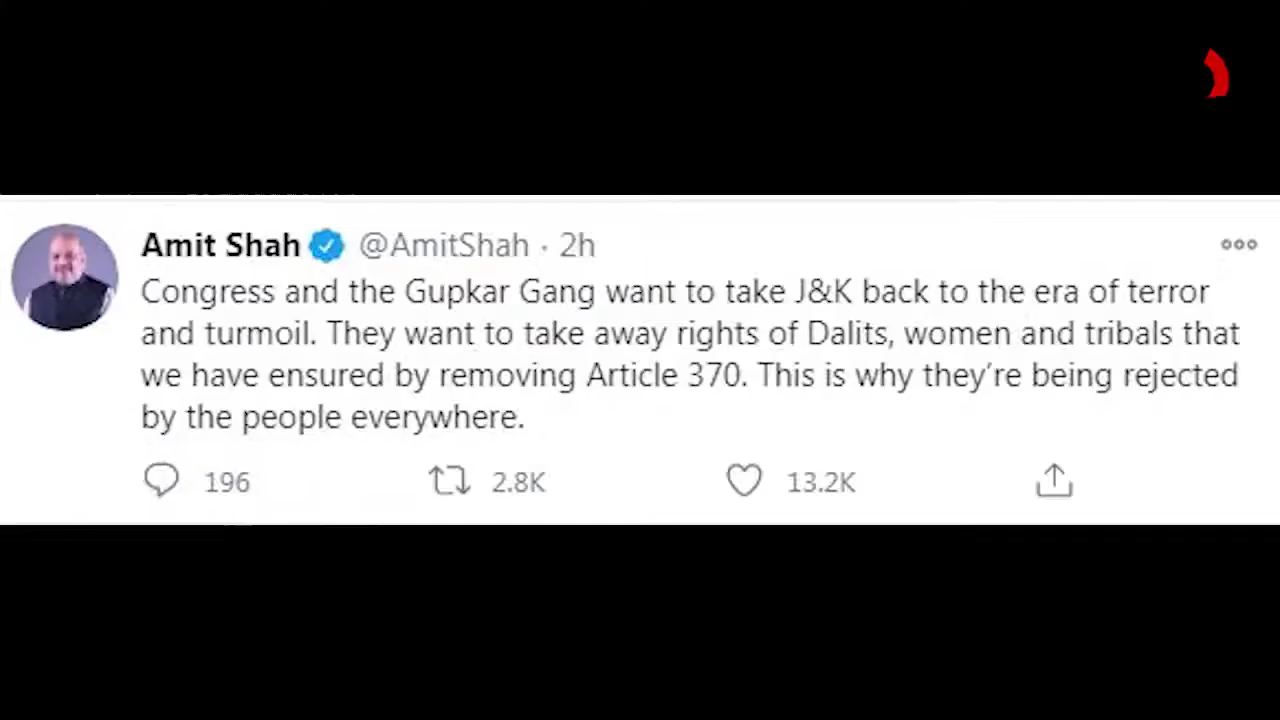 Amit Shah @AmitShah · 2h
Congress and the Gupkar Gang want to take J&K back to the era of terror
and turmoil. They want to take away rights of Dalits, women and tribals that
we have ensured by removing Article 370. This is why they're being rejected
by the people everywhere.
196 2.8K 13.2K